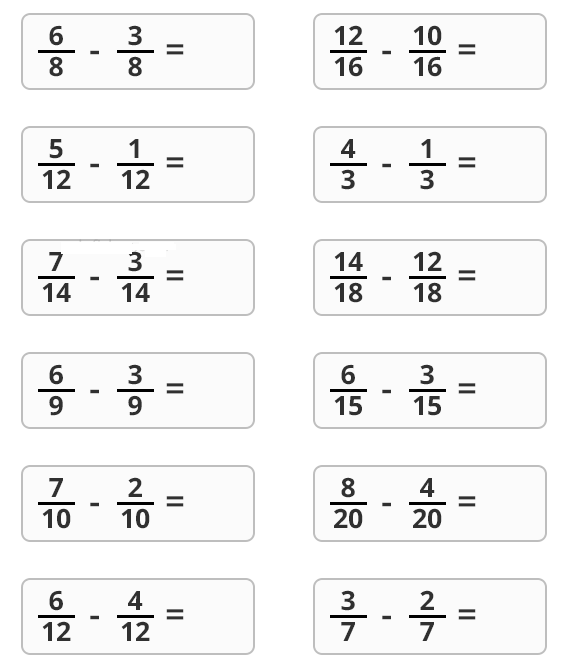 6/8 - 3/8 =
12/16 - 10/16 =
5/12 - 1/12 =
4/3 - 1/3 =
7/14 - 3/14 =
14/18 - 12/18 =
6/9 - 3/9 =
6/15 - 3/15 =
7/10 - 2/10 =
8/20 - 4/20 =
6/12 - 4/12 =
3/7 - 2/7 =